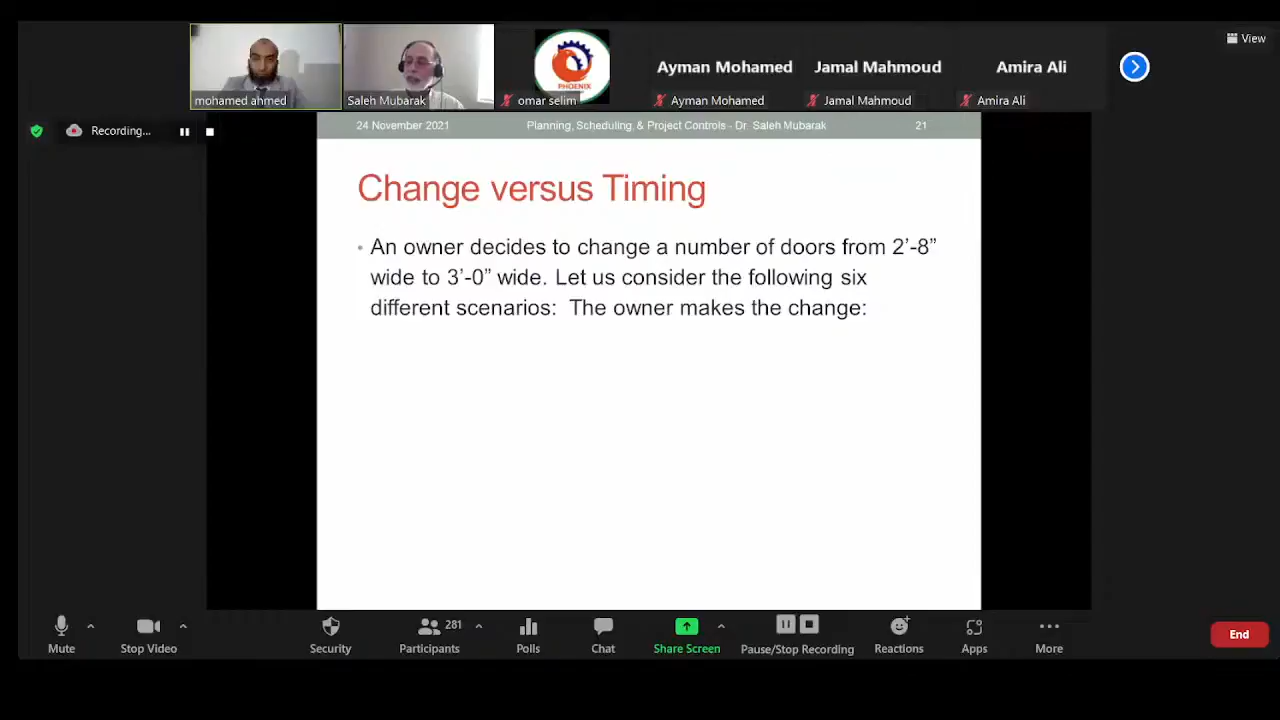 PHOENIX
Ayman Mohamed
Jamal Mahmoud
Amira Ali
View
mohamed ahmed
Saleh Mubarak
omar selim
Ayman Mohamed
Jamal Mahmoud
Amira Ali
Recording...
24 November 2021
Planning, Scheduling, & Project Controls - Dr. Saleh Mubarak
21
Change versus Timing
• An owner decides to change a number of doors from 2’-8”
wide to 3’-0” wide. Let us consider the following six
different scenarios: The owner makes the change:
281
Mute
Stop Video
Security
Participants
Polls
Chat
Share Screen
Pause/Stop Recording
Reactions
Apps
More
End